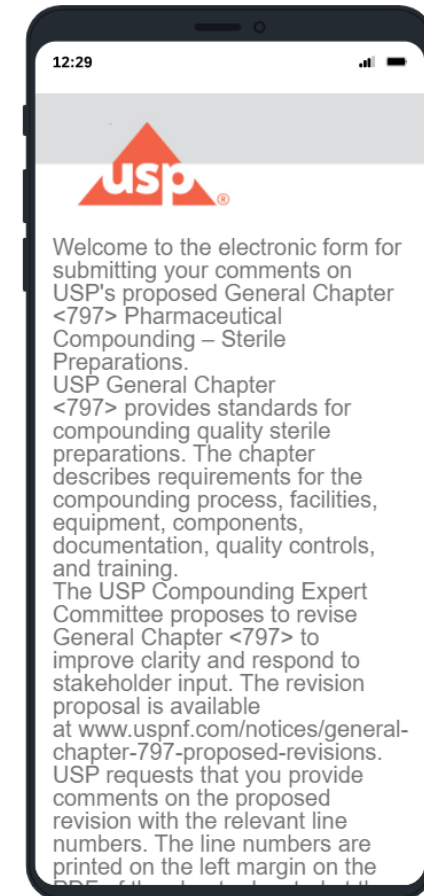 12:29
usp®
Welcome to the electronic form for
submitting your comments on
USP's proposed General Chapter
<797> Pharmaceutical
Compounding – Sterile
Preparations.
USP General Chapter
<797> provides standards for
compounding quality sterile
preparations. The chapter
describes requirements for the
compounding process, facilities,
equipment, components,
documentation, quality controls,
and training.
The USP Compounding Expert
Committee proposes to revise
General Chapter <797> to
improve clarity and respond to
stakeholder input. The revision
proposal is available
at www.uspnf.com/notices/general-
chapter-797-proposed-revisions.
USP requests that you provide
comments on the proposed
revision with the relevant line
numbers. The line numbers are
printed on the left margin on the